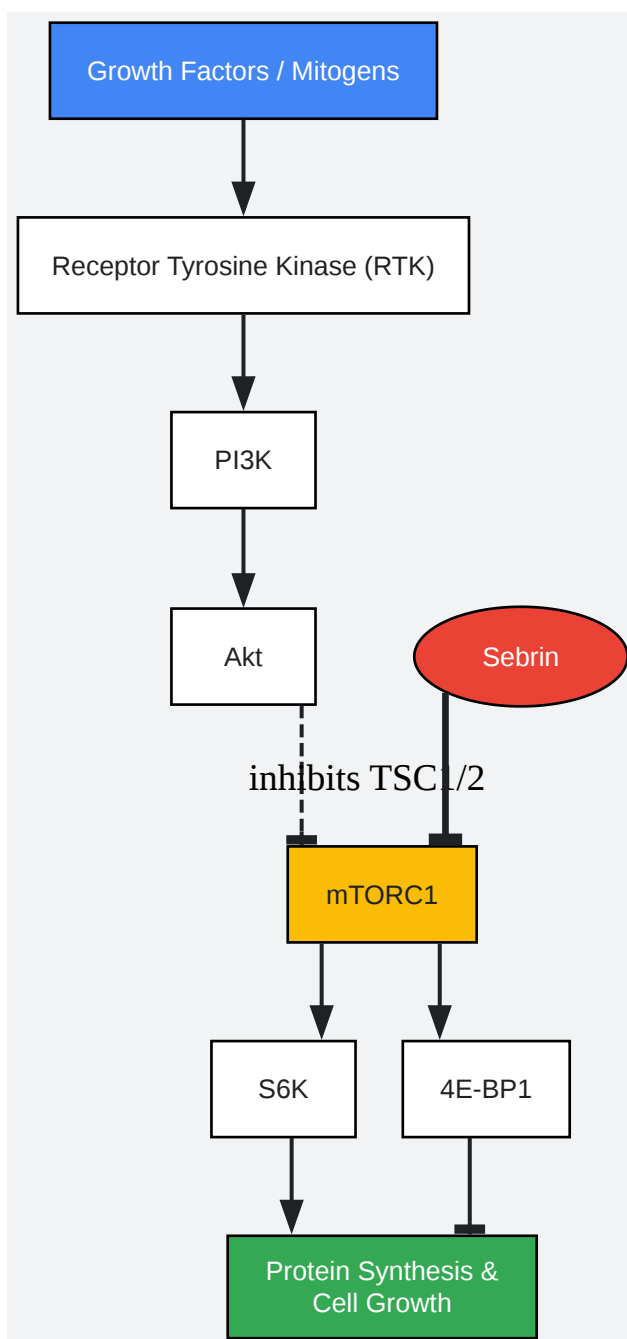 Growth Factors / Mitogens
Receptor Tyrosine Kinase (RTK)
PI3K
Akt
Sebrin
inhibits TSC1/2
mTORC1
S6K
4E-BP1
Protein Synthesis &
Cell Growth